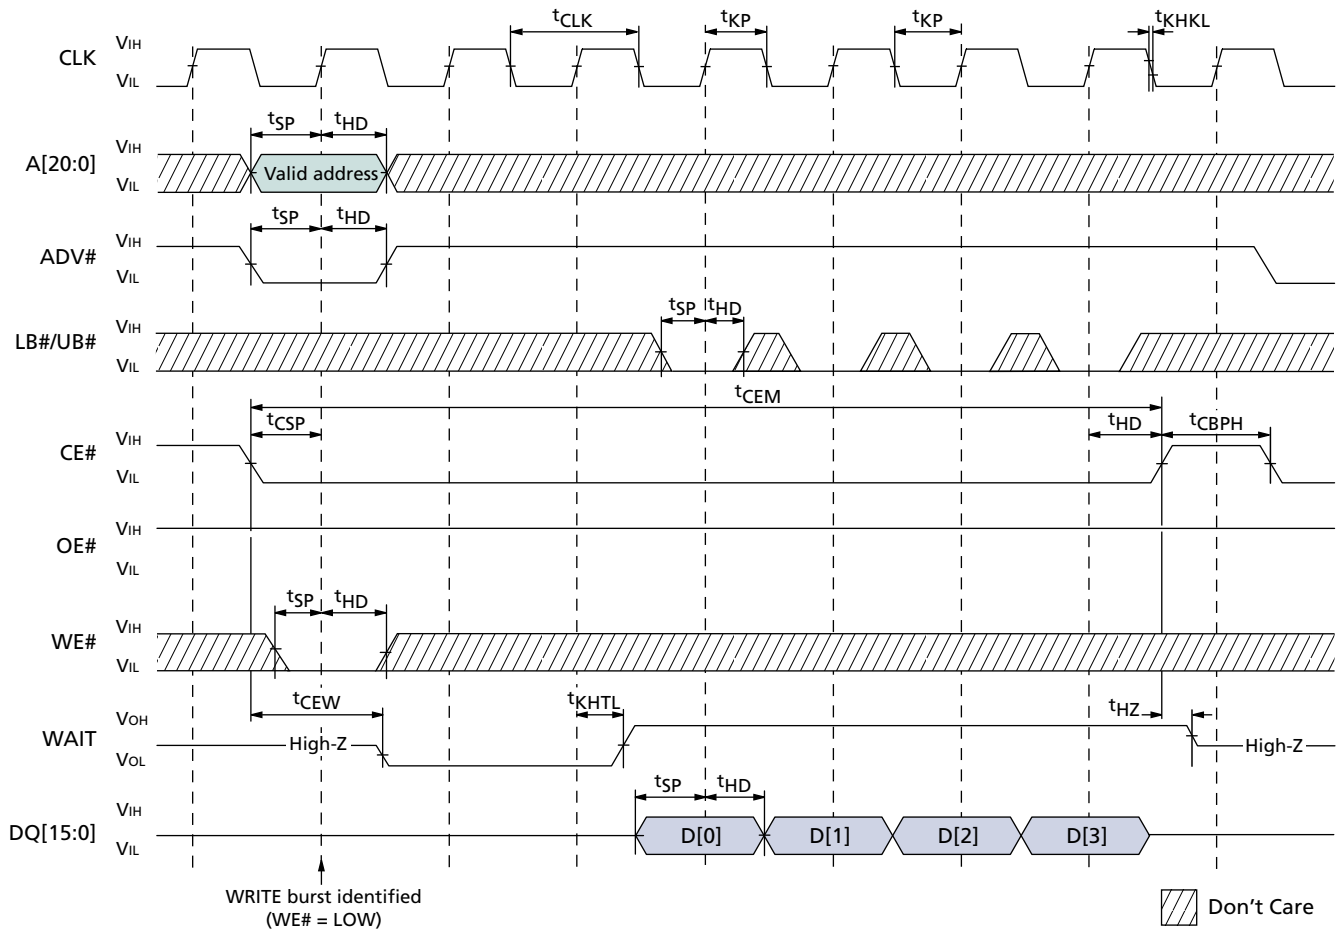 tCLK tKP tKP tKHKL
CLK VIH
VIL
tSP tHD
A[20:0] VIH
VIL
Valid address
tSP tHD
ADV# VIH
VIL
tSP tHD
LB#/UB# VIH
VIL
tCEM
tCSP tHD tCBPH
CE# VIH
VIL
OE# VIH
VIL
tSP tHD
WE# VIH
VIL
tCEW tKHTL tHZ
WAIT VOH
VOL
High-Z High-Z
tSP tHD
DQ[15:0] VIH
VIL
D[0] D[1] D[2] D[3]
WRITE burst identified
(WE# = LOW)
Don't Care